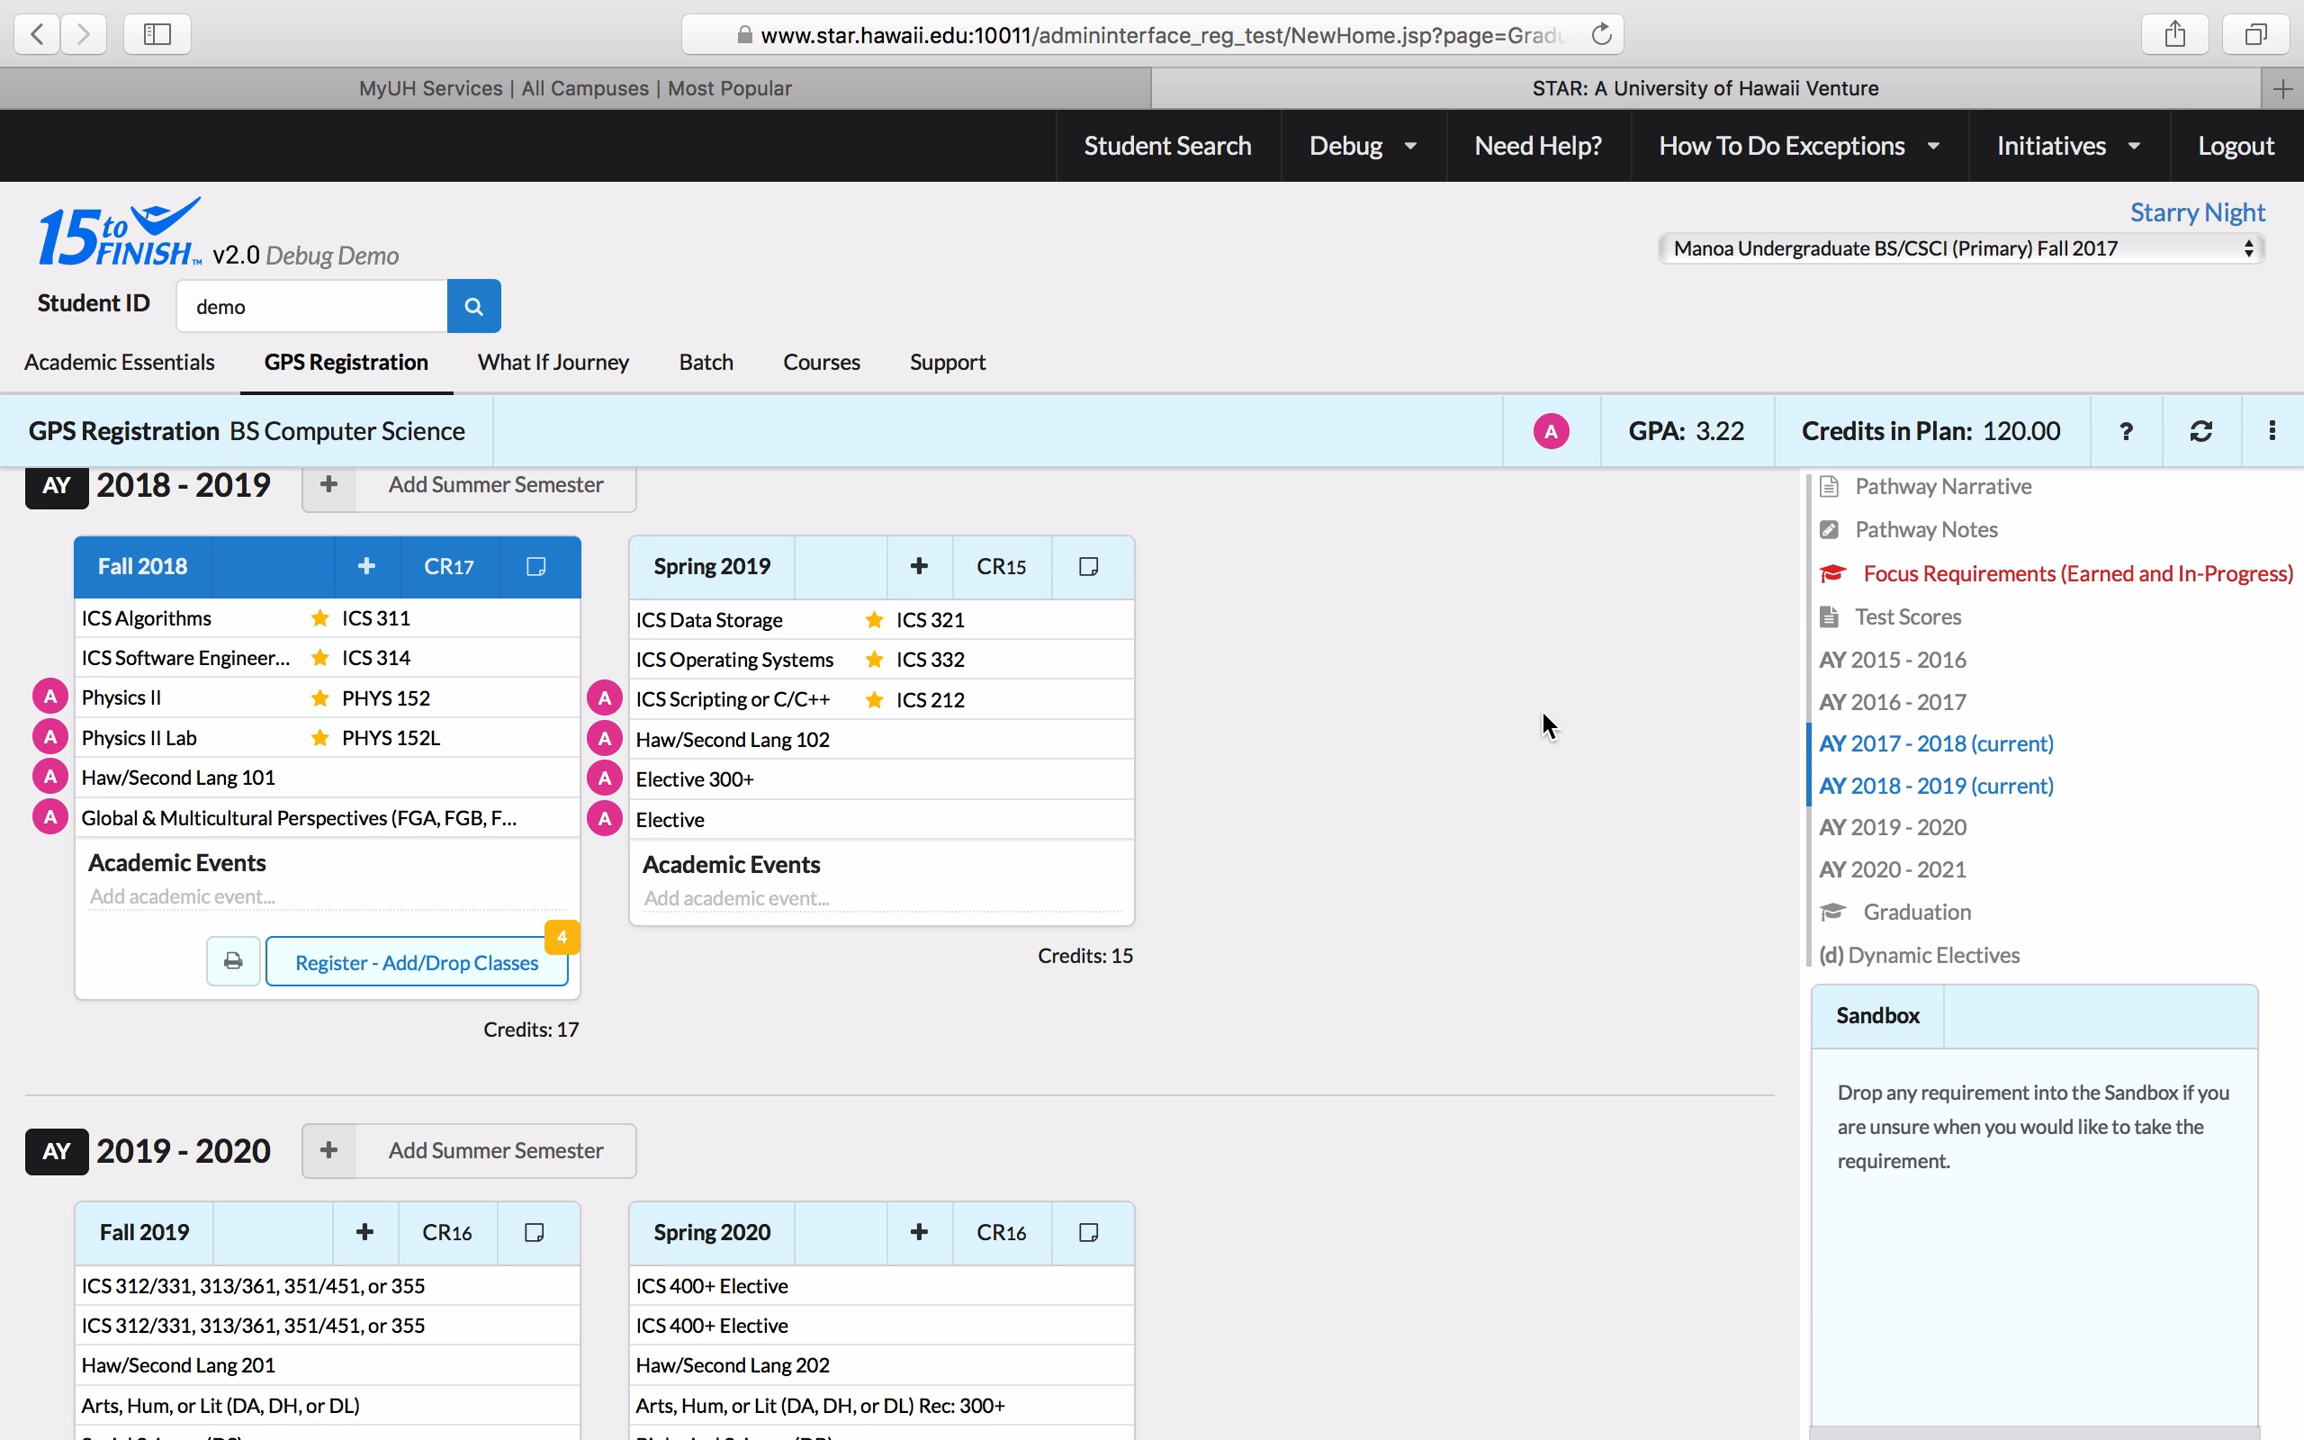 www.star.hawaii.edu:10011/admininterface_reg_test/NewHome.jsp?page=Gradu
MyUH Services | All Campuses | Most Popular
STAR: A University of Hawaii Venture
Student Search
Debug
Need Help?
How To Do Exceptions
Initiatives
Logout
15 to FINISH™ v2.0 Debug Demo
Starry Night
Manoa Undergraduate BS/CSCI (Primary) Fall 2017
Student ID
demo
Academic Essentials
GPS Registration
What If Journey
Batch
Courses
Support
GPS Registration BS Computer Science
A
GPA: 3.22
Credits in Plan: 120.00
?
AY 2018 - 2019
+ Add Summer Semester
Fall 2018 + CR17
ICS Algorithms ICS 311
ICS Software Engineer... ICS 314
A Physics II PHYS 152
A Physics II Lab PHYS 152L
A Haw/Second Lang 101
A Global & Multicultural Perspectives (FGA, FGB, F...
Academic Events
Add academic event...
4
Register - Add/Drop Classes
Credits: 17
Spring 2019 + CR15
ICS Data Storage ICS 321
ICS Operating Systems ICS 332
A ICS Scripting or C/C++ ICS 212
A Haw/Second Lang 102
A Elective 300+
A Elective
Academic Events
Add academic event...
Credits: 15
AY 2019 - 2020
+ Add Summer Semester
Fall 2019 + CR16
ICS 312/331, 313/361, 351/451, or 355
ICS 312/331, 313/361, 351/451, or 355
Haw/Second Lang 201
Arts, Hum, or Lit (DA, DH, or DL)
Spring 2020 + CR16
ICS 400+ Elective
ICS 400+ Elective
Haw/Second Lang 202
Arts, Hum, or Lit (DA, DH, or DL) Rec: 300+
Pathway Narrative
Pathway Notes
Focus Requirements (Earned and In-Progress)
Test Scores
AY 2015 - 2016
AY 2016 - 2017
AY 2017 - 2018 (current)
AY 2018 - 2019 (current)
AY 2019 - 2020
AY 2020 - 2021
Graduation
(d) Dynamic Electives
Sandbox
Drop any requirement into the Sandbox if you
are unsure when you would like to take the
requirement.